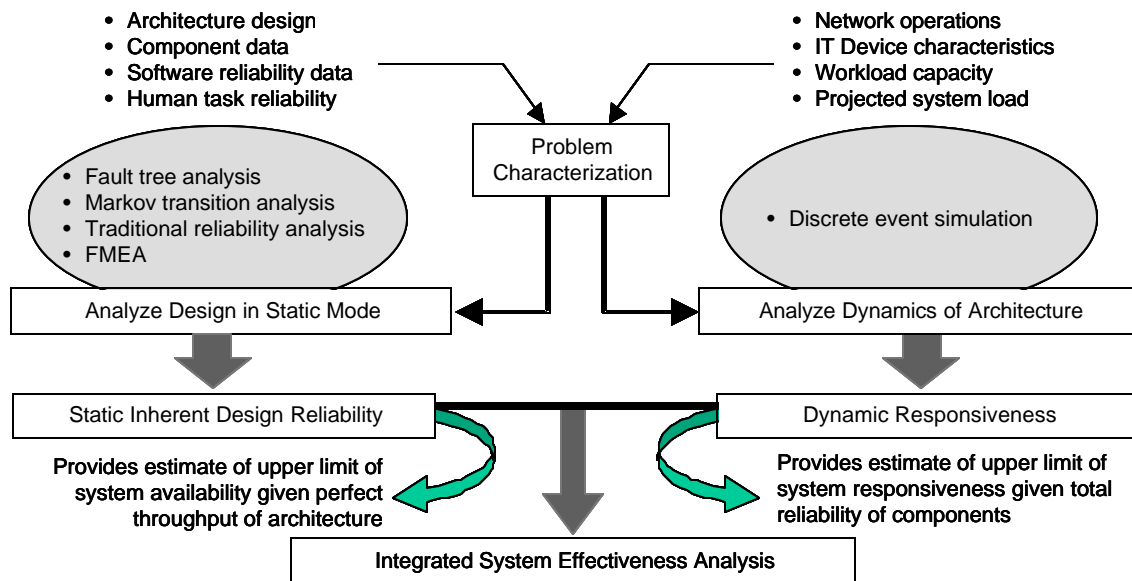 • Architecture design
• Component data
• Software reliability data
• Human task reliability
• Network operations
• IT Device characteristics
• Workload capacity
• Projected system load
Problem
Characterization
• Fault tree analysis
• Markov transition analysis
• Traditional reliability analysis
• FMEA
• Discrete event simulation
Analyze Design in Static Mode
Analyze Dynamics of Architecture
Static Inherent Design Reliability
Dynamic Responsiveness
Provides estimate of upper limit of
system availability given perfect
throughput of architecture
Provides estimate of upper limit of
system responsiveness given total
reliability of components
Integrated System Effectiveness Analysis